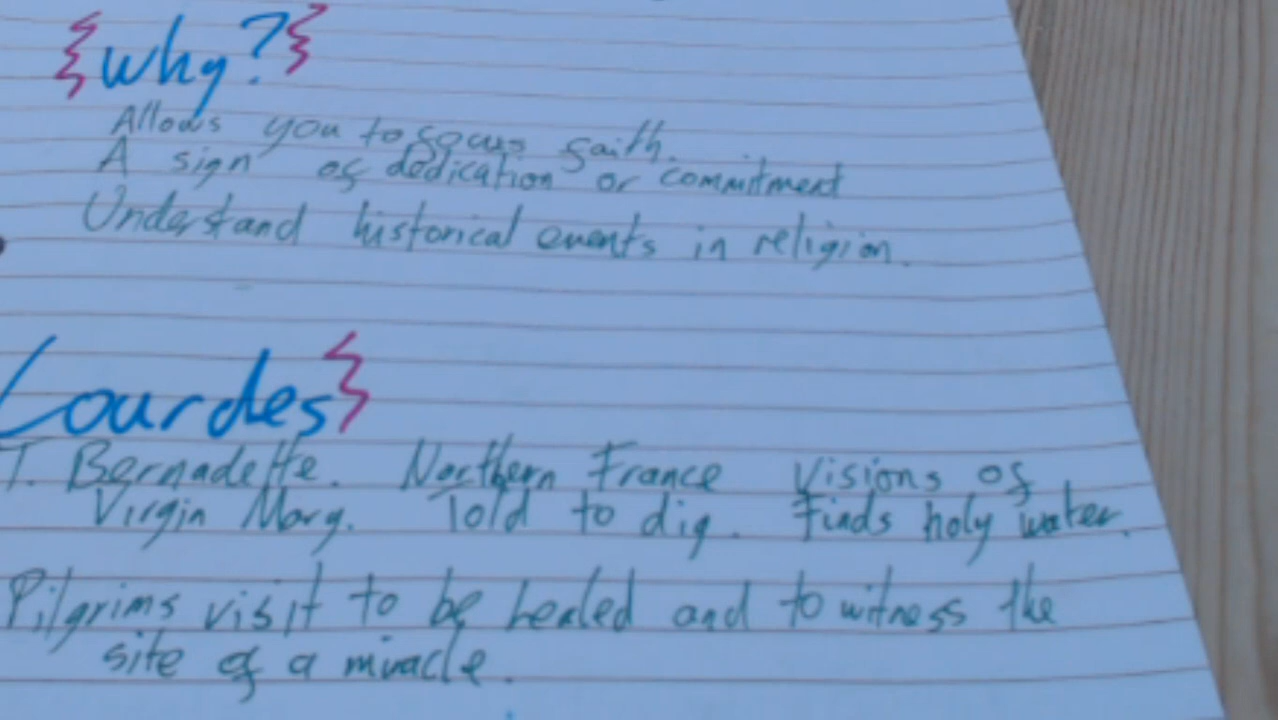 {Why?}
Allows you to focus faith.
A sign of dedication or commitment
Understand historical events in religion.
Lourdes}
T. Bernadette. Northern France Visions of
Virgin Mary. Told to dig. Finds holy water.
Pilgrims visit to be healed and to witness the
site of a miracle.